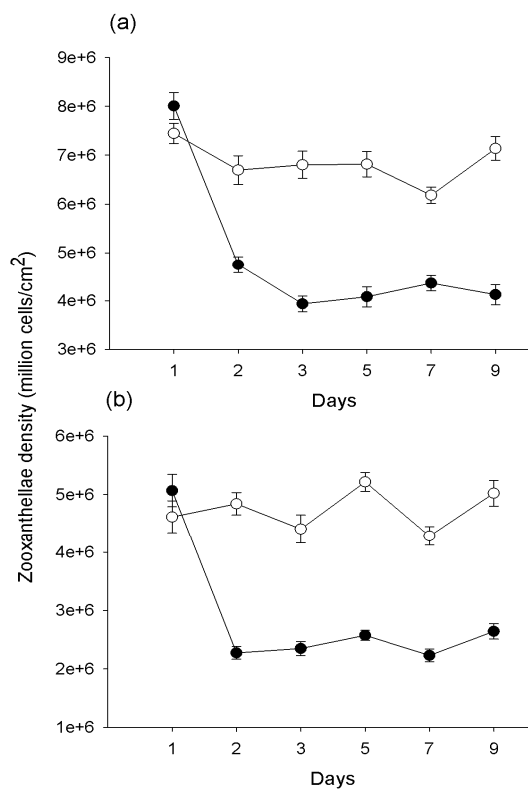 (a)
9e+6
8e+6
7e+6
6e+6
5e+6
4e+6
3e+6
1 2 3 5 7 9
Days
Zooxanthellae density (million cells/cm²)
(b)
6e+6
5e+6
4e+6
3e+6
2e+6
1e+6
1 2 3 5 7 9
Days